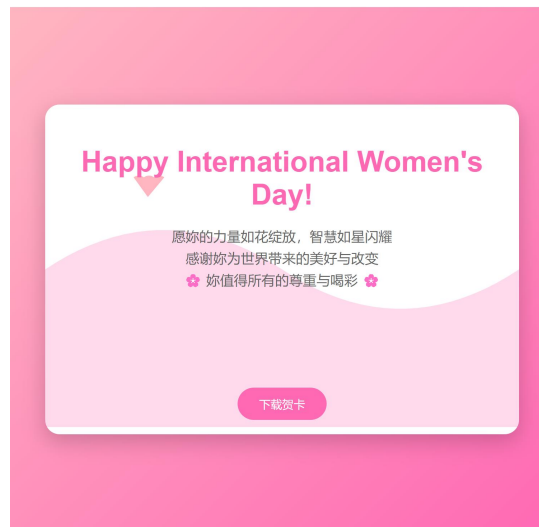 Happy International Women's
Day!
愿妳的力量如花绽放，智慧如星闪耀
感谢妳为世界带来的美好与改变
🌸 妳值得所有的尊重与喝彩 🌸
下载贺卡